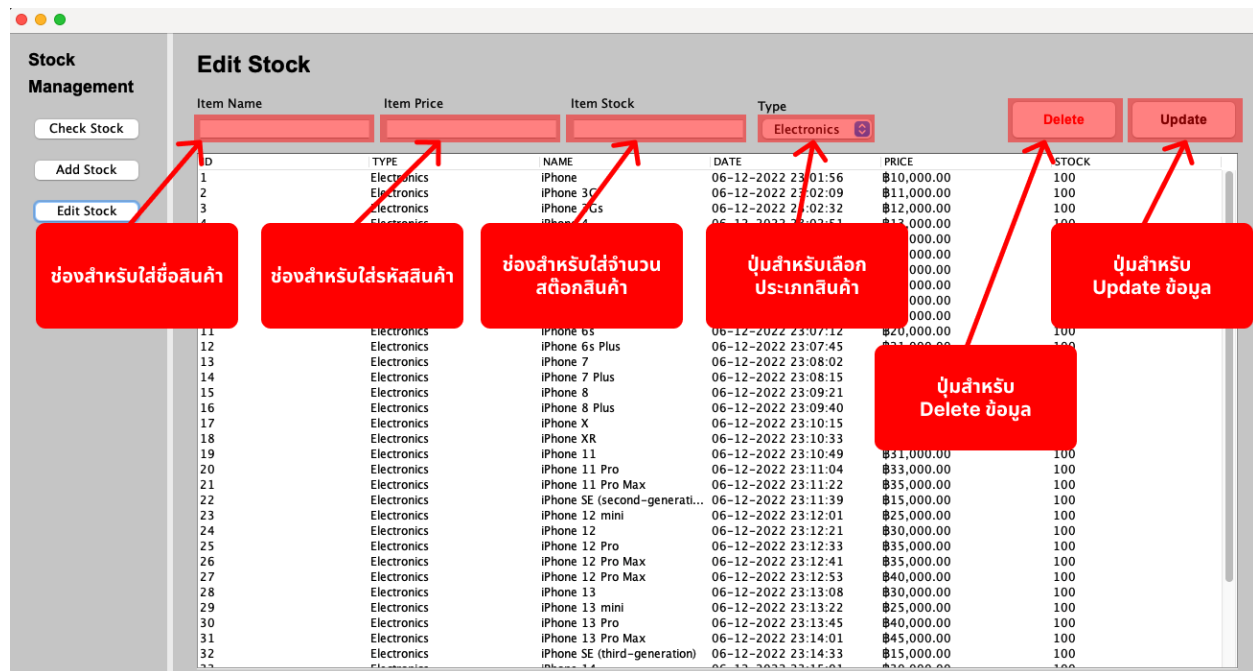 Stock
Management
Check Stock
Add Stock
Edit Stock
Edit Stock
Item Name Item Price Item Stock Type
Electronics
Delete Update
ID TYPE NAME DATE PRICE STOCK
1 Electronics iPhone 06-12-2022 23:01:56 ฿10,000.00 100
2 Electronics iPhone 3G 06-12-2022 23:02:09 ฿11,000.00 100
3 Electronics iPhone 3Gs 06-12-2022 23:02:32 ฿12,000.00 100
ช่องสำหรับใส่ชื่อสินค้า
ช่องสำหรับใส่รหัสสินค้า
ช่องสำหรับใส่จำนวน
สต๊อกสินค้า
ปุ่มสำหรับเลือก
ประเภทสินค้า
ปุ่มสำหรับ
Update ข้อมูล
11 Electronics iPhone 6s 06-12-2022 23:07:12 ฿20,000.00 100
12 Electronics iPhone 6s Plus 06-12-2022 23:07:45 ฿21,000.00 100
13 Electronics iPhone 7 06-12-2022 23:08:02
14 Electronics iPhone 7 Plus 06-12-2022 23:08:15
15 Electronics iPhone 8 06-12-2022 23:09:21
16 Electronics iPhone 8 Plus 06-12-2022 23:09:40
17 Electronics iPhone X 06-12-2022 23:10:15
18 Electronics iPhone XR 06-12-2022 23:10:33
ปุ่มสำหรับ
Delete ข้อมูล
19 Electronics iPhone 11 06-12-2022 23:10:49 ฿31,000.00 100
20 Electronics iPhone 11 Pro 06-12-2022 23:11:04 ฿33,000.00 100
21 Electronics iPhone 11 Pro Max 06-12-2022 23:11:22 ฿35,000.00 100
22 Electronics iPhone SE (second-generati... 06-12-2022 23:11:39 ฿15,000.00 100
23 Electronics iPhone 12 mini 06-12-2022 23:12:01 ฿25,000.00 100
24 Electronics iPhone 12 06-12-2022 23:12:21 ฿30,000.00 100
25 Electronics iPhone 12 Pro 06-12-2022 23:12:33 ฿35,000.00 100
26 Electronics iPhone 12 Pro Max 06-12-2022 23:12:41 ฿35,000.00 100
27 Electronics iPhone 12 Pro Max 06-12-2022 23:12:53 ฿40,000.00 100
28 Electronics iPhone 13 06-12-2022 23:13:08 ฿30,000.00 100
29 Electronics iPhone 13 mini 06-12-2022 23:13:22 ฿25,000.00 100
30 Electronics iPhone 13 Pro 06-12-2022 23:13:45 ฿40,000.00 100
31 Electronics iPhone 13 Pro Max 06-12-2022 23:14:01 ฿45,000.00 100
32 Electronics iPhone SE (third-generation) 06-12-2022 23:14:33 ฿15,000.00 100